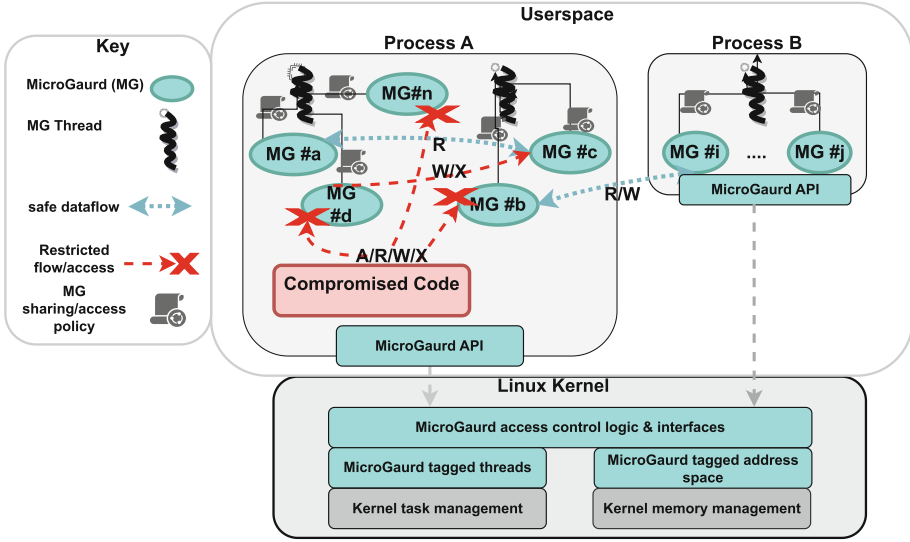 Userspace
Key
MicroGaurd (MG)
MG Thread
safe dataflow
Restricted
flow/access
MG
sharing/access
policy
Process A
MG#n
MG #a
R
MG #c
W/X
MG
#d
MG #b
A/R/W/X
Compromised Code
MicroGaurd API
Process B
MG #i
....
MG #j
R/W
MicroGaurd API
Linux Kernel
MicroGaurd access control logic & interfaces
MicroGaurd tagged threads
MicroGaurd tagged address
space
Kernel task management
Kernel memory management